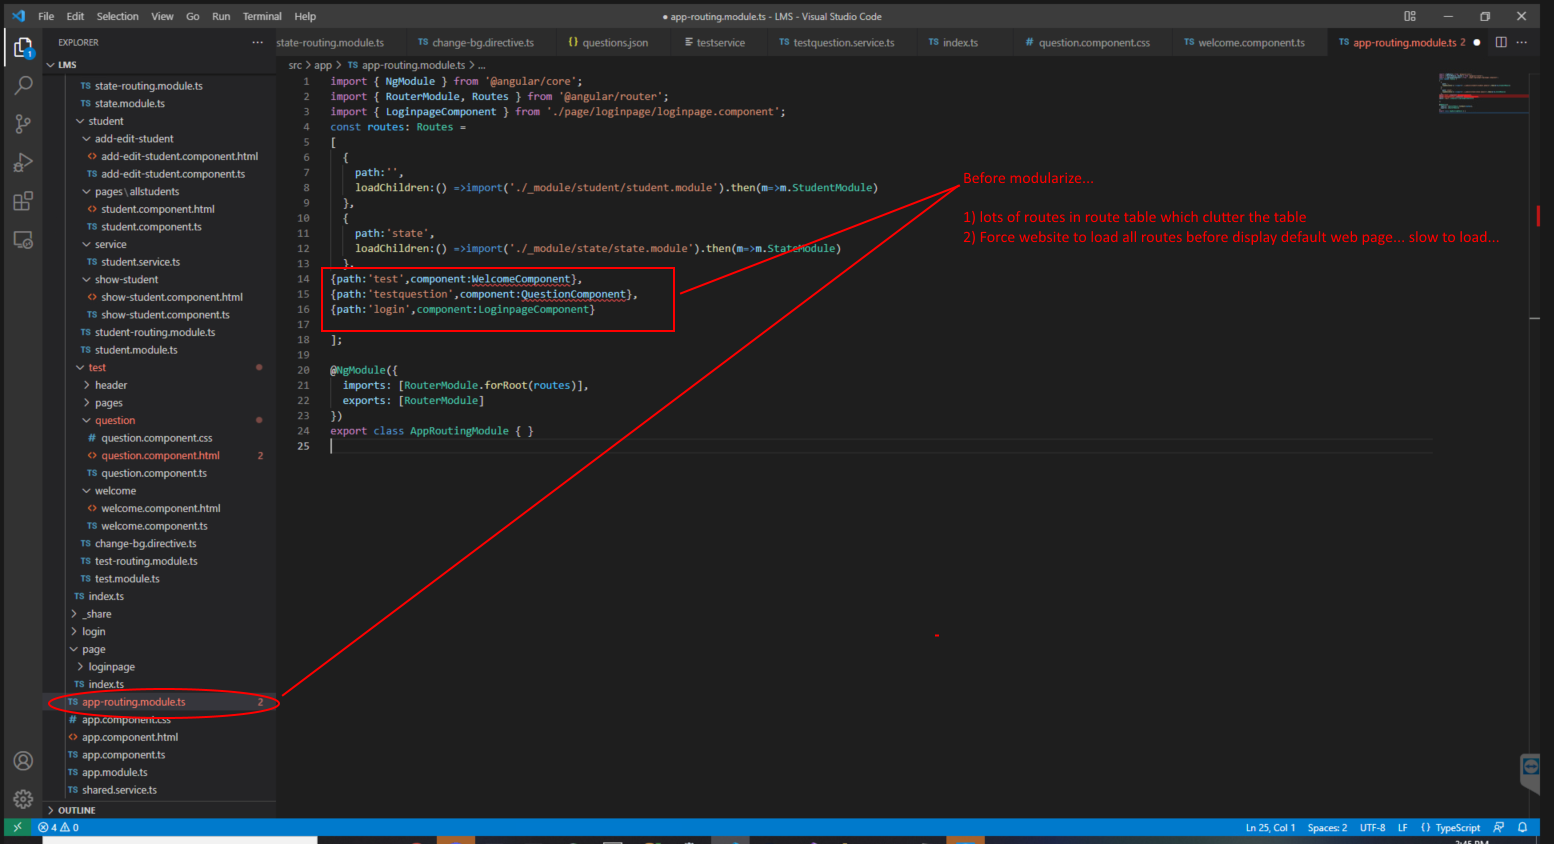 File Edit Selection View Go Run Terminal Help
● app-routing.module.ts - LMS - Visual Studio Code
EXPLORER ...
state-routing.module.ts TS change-bg.directive.ts {} questions.json testservice TS testquestion.service.ts TS index.ts # question.component.css TS welcome.component.ts TS app-routing.module.ts 2 ● ...
1
LMS
src > app > TS app-routing.module.ts > ...
TS state-routing.module.ts
TS state.module.ts
student
add-edit-student
<> add-edit-student.component.html
TS add-edit-student.component.ts
pages\allstudents
<> student.component.html
TS student.component.ts
service
TS student.service.ts
show-student
<> show-student.component.html
TS show-student.component.ts
TS student-routing.module.ts
TS student.module.ts
test
header
pages
question
# question.component.css
<> question.component.html 2
TS question.component.ts
welcome
<> welcome.component.html
TS welcome.component.ts
TS change-bg.directive.ts
TS test-routing.module.ts
TS test.module.ts
TS index.ts
_share
login
page
loginpage
TS index.ts
TS app-routing.module.ts 2
# app.component.css
<> app.component.html
TS app.component.ts
TS app.module.ts
TS shared.service.ts
OUTLINE
1 import { NgModule } from '@angular/core';
2 import { RouterModule, Routes } from '@angular/router';
3 import { LoginpageComponent } from './page/loginpage/loginpage.component';
4 const routes: Routes =
5 [
6 {
7 path:'',
8 loadChildren:() =>import('./_module/student/student.module').then(m=>m.StudentModule)
9 },
10 {
11 path:'state',
12 loadChildren:() =>import('./_module/state/state.module').then(m=>m.StateModule)
13 },
14 {path:'test',component:WelcomeComponent},
15 {path:'testquestion',component:QuestionComponent},
16 {path:'login',component:LoginpageComponent}
17
18 ];
19
20 @NgModule({
21 imports: [RouterModule.forRoot(routes)],
22 exports: [RouterModule]
23 })
24 export class AppRoutingModule { }
25
Before modularize...
1) lots of routes in route table which clutter the table
2) Force website to load all routes before display default web page... slow to load...
4 0
Ln 25, Col 1 Spaces: 2 UTF-8 LF {} TypeScript